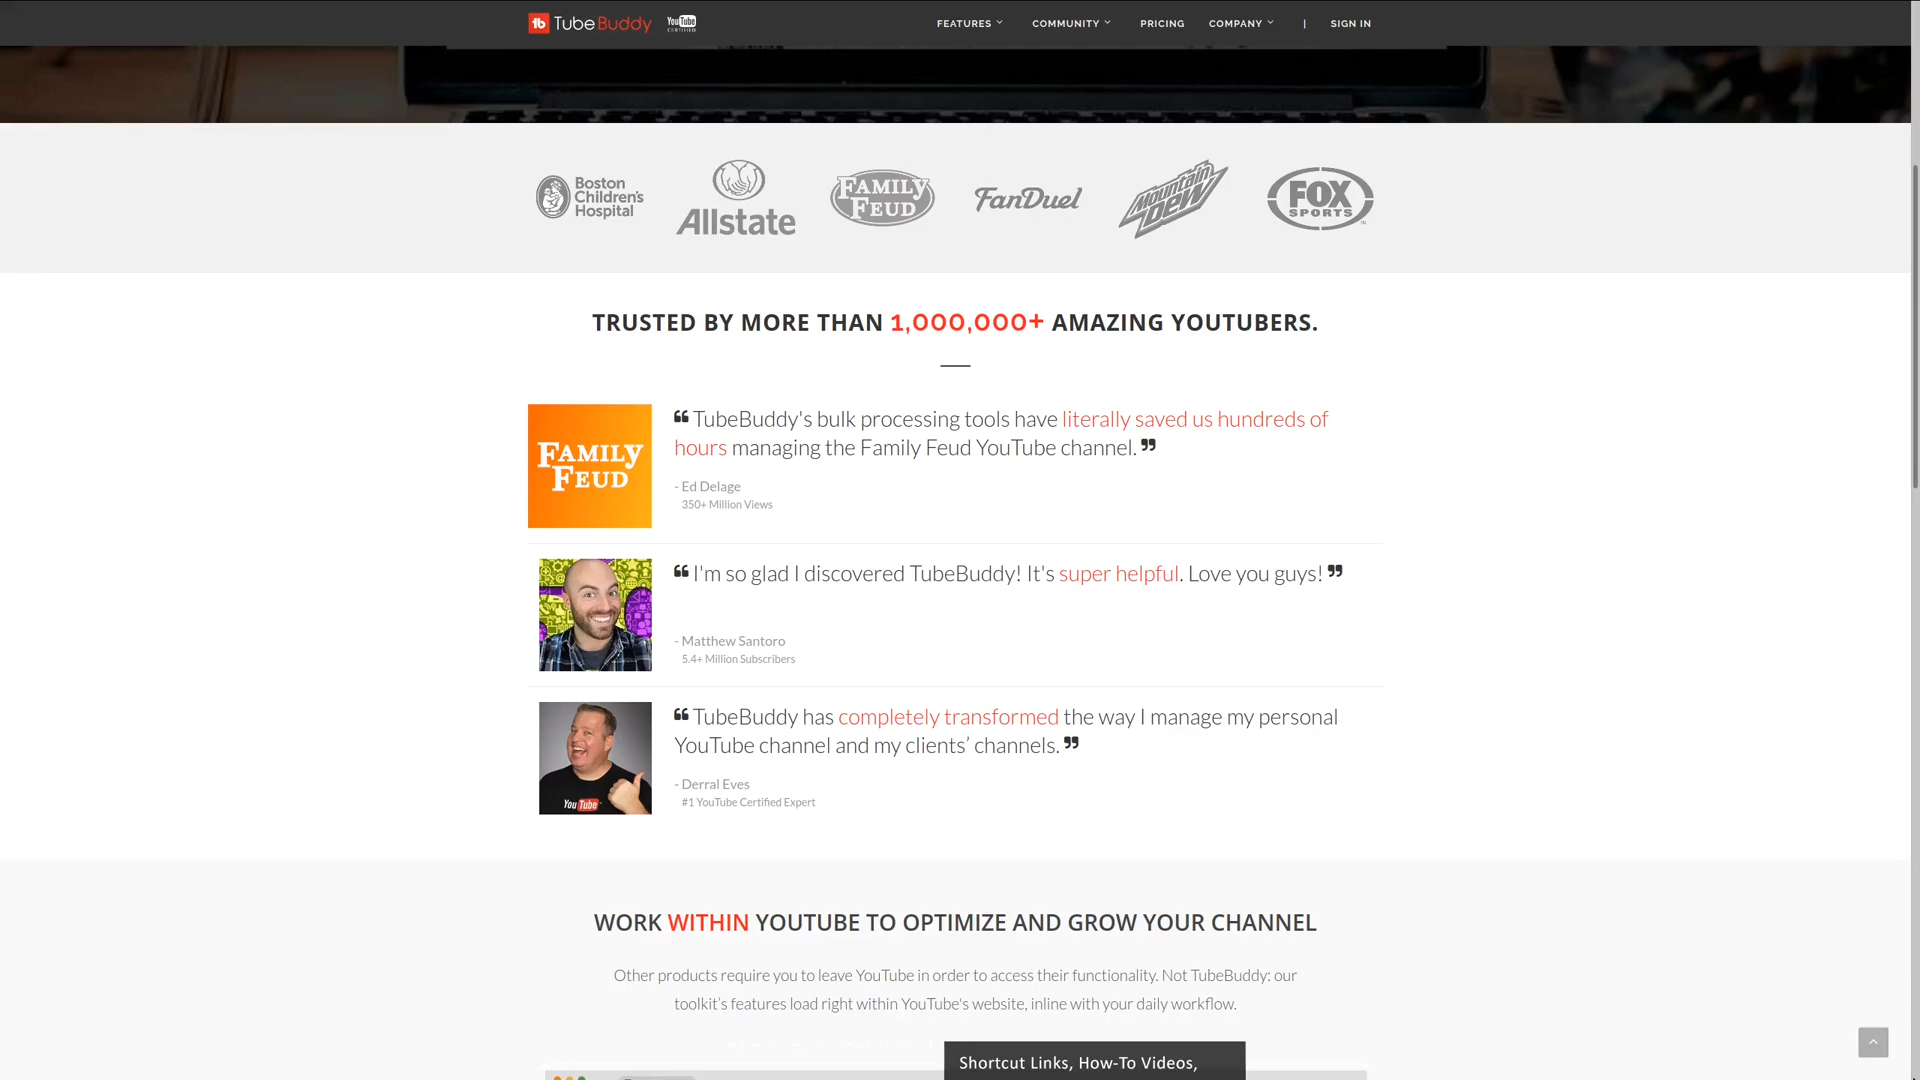 TubeBuddy YouTube CERTIFIED FEATURES COMMUNITY PRICING COMPANY | SIGN IN
Boston Children's Hospital
Allstate
FAMILY FEUD
FanDuel
Mountain Dew
FOX SPORTS
TRUSTED BY MORE THAN 1,000,000+ AMAZING YOUTUBERS.
FAMILY FEUD
❝ TubeBuddy's bulk processing tools have literally saved us hundreds of
hours managing the Family Feud YouTube channel. ❞
- Ed Delage
350+ Million Views
❝ I'm so glad I discovered TubeBuddy! It's super helpful. Love you guys! ❞
- Matthew Santoro
5.4+ Million Subscribers
❝ TubeBuddy has completely transformed the way I manage my personal
YouTube channel and my clients’ channels. ❞
YouTube
- Derral Eves
#1 YouTube Certified Expert
WORK WITHIN YOUTUBE TO OPTIMIZE AND GROW YOUR CHANNEL
Other products require you to leave YouTube in order to access their functionality. Not TubeBuddy: our
toolkit’s features load right within YouTube's website, inline with your daily workflow.
Shortcut Links, How-To Videos,